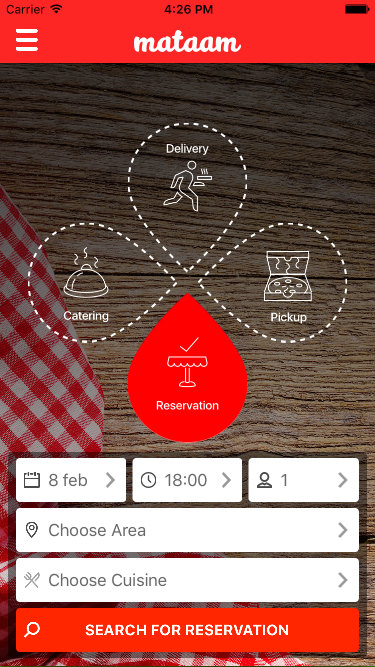 Carrier 4:26 PM
mataam
Delivery
Catering
Pickup
Reservation
8 feb 18:00 1
Choose Area
Choose Cuisine
SEARCH FOR RESERVATION